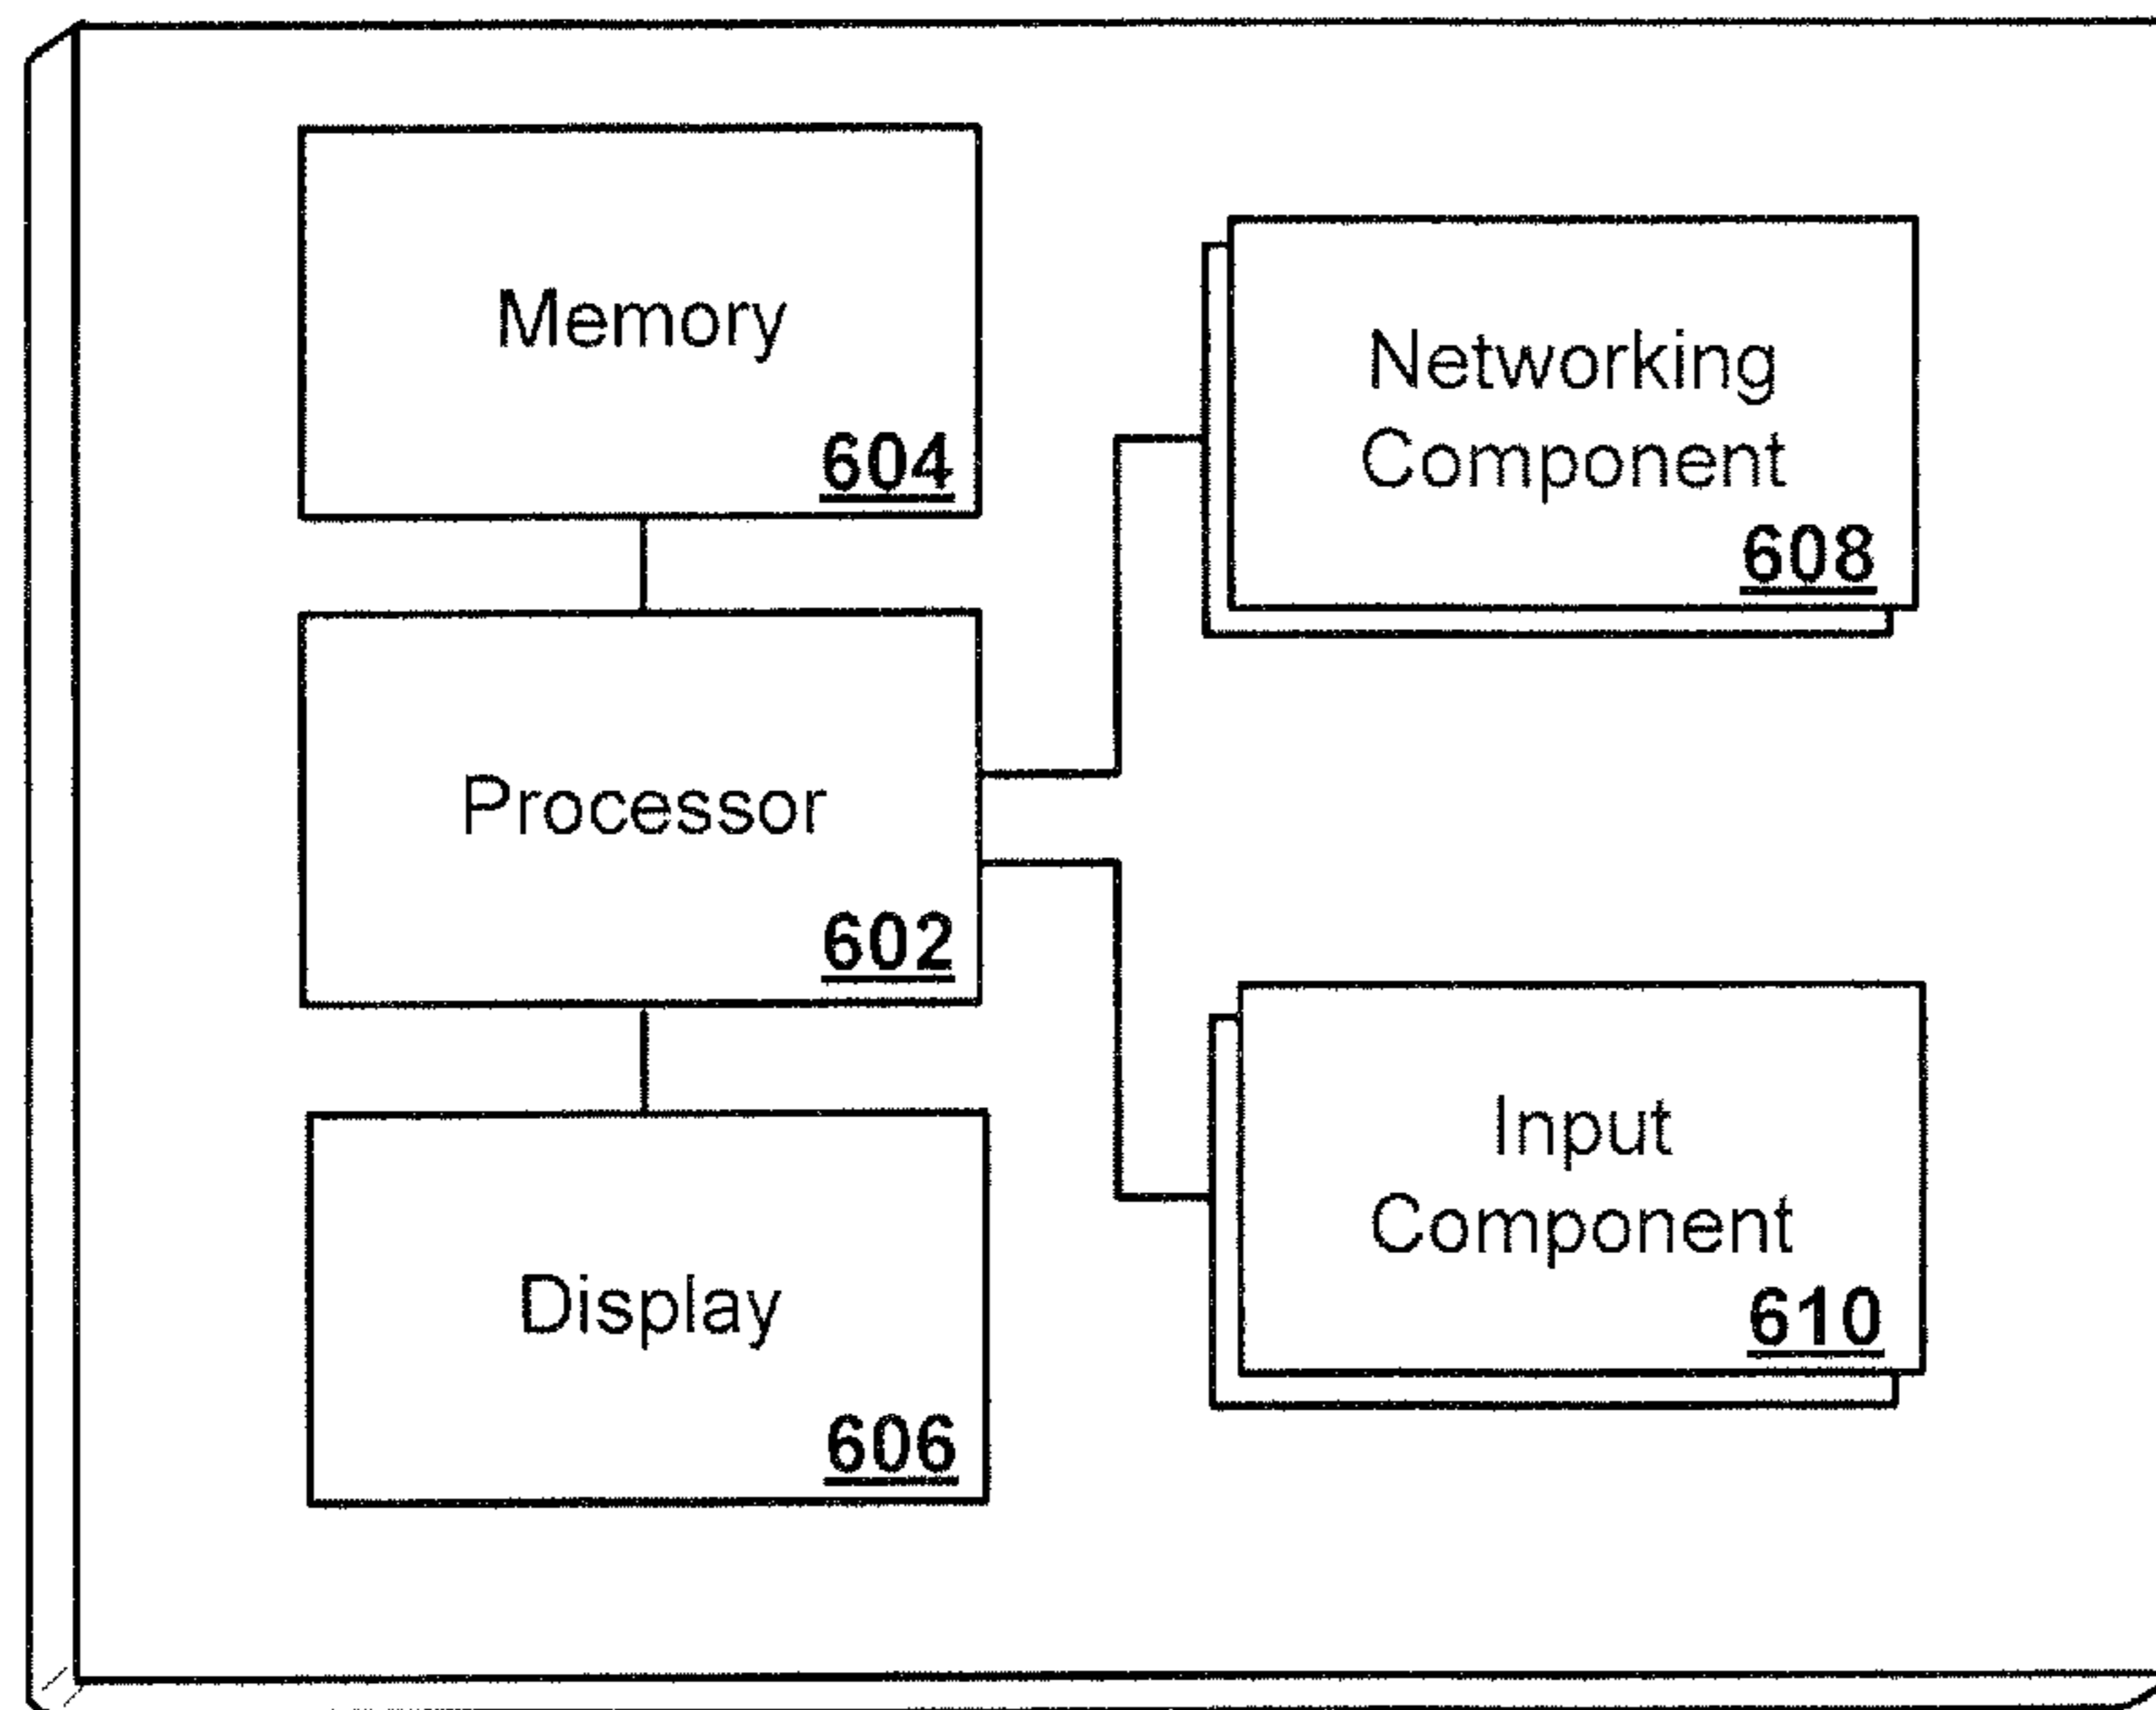 Memory
604
Networking
Component
608
Processor
602
Input
Component
610
Display
606